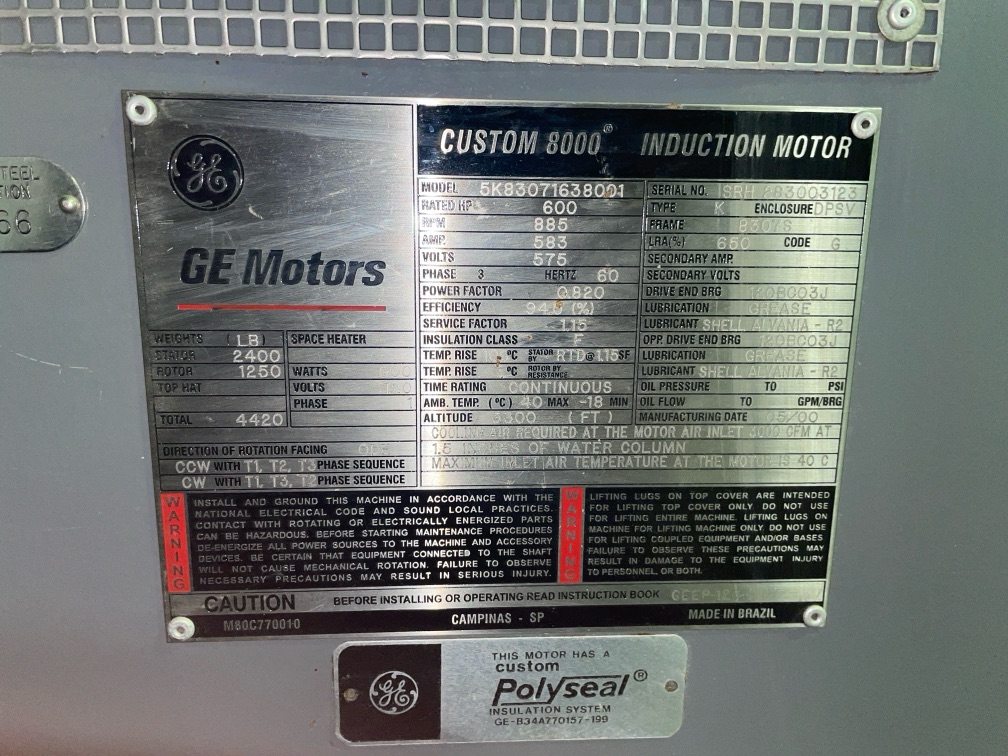 TEEL
TION
66
GE
GE Motors
CUSTOM 8000® INDUCTION MOTOR
MODEL 5K83071638001 SERIAL NO. 283003123
RATED HP 600 TYPE K ENCLOSURE DPSV
RPM 885 FRAME
AMP. 583 LRA(%) 650 CODE G
VOLTS 575 SECONDARY AMP.
PHASE 3 HERTZ 60 SECONDARY VOLTS
POWER FACTOR 0.820 DRIVE END BRG
EFFICIENCY (%) LUBRICATION GREASE
SERVICE FACTOR 1.15 LUBRICANT SHELL ALVANIA - R2
INSULATION CLASS F OPP. DRIVE END BRG
TEMP. RISE °C STATOR BY RTD@1.15SF LUBRICATION GREASE
TEMP. RISE °C ROTOR BY RESISTANCE LUBRICANT SHELL ALVANIA - R2
TIME RATING CONTINUOUS OIL PRESSURE TO PSI
AMB. TEMP. (°C) 40 MAX -18 MIN OIL FLOW TO GPM/BRG
ALTITUDE 3300 (FT) MANUFACTURING DATE 05/00
COOLING AIR REQUIRED AT THE MOTOR AIR INLET 3000 CFM AT
1.5 INCHES OF WATER COLUMN
MAXIMUM INLET AIR TEMPERATURE AT THE MOTOR IS 40 C
WEIGHTS (LB) SPACE HEATER
STATOR 2400
ROTOR 1250 WATTS
TOP HAT VOLTS
PHASE
TOTAL 4420
DIRECTION OF ROTATION FACING
CCW WITH T1, T2, T3 PHASE SEQUENCE
CW WITH T1, T3, T2 PHASE SEQUENCE
WARNING
INSTALL AND GROUND THIS MACHINE IN ACCORDANCE WITH THE
NATIONAL ELECTRICAL CODE AND SOUND LOCAL PRACTICES.
CONTACT WITH ROTATING OR ELECTRICALLY ENERGIZED PARTS
CAN BE HAZARDOUS. BEFORE STARTING MAINTENANCE PROCEDURES
DE-ENERGIZE ALL POWER SOURCES TO THE MACHINE AND ACCESSORY
DEVICES. BE CERTAIN THAT EQUIPMENT CONNECTED TO THE SHAFT
WILL NOT CAUSE MECHANICAL ROTATION. FAILURE TO OBSERVE
NECESSARY PRECAUTIONS MAY RESULT IN SERIOUS INJURY.
WARNING
LIFTING LUGS ON TOP COVER ARE INTENDED
FOR LIFTING TOP COVER ONLY DO NOT USE
FOR LIFTING ENTIRE MACHINE. LIFTING LUGS ON
MACHINE FOR LIFTING MACHINE ONLY. DO NOT USE
FOR LIFTING COUPLED EQUIPMENT AND/OR BASES
FAILURE TO OBSERVE THESE PRECAUTIONS MAY
RESULT IN DAMAGE TO THE EQUIPMENT INJURY
TO PERSONNEL, OR BOTH.
CAUTION BEFORE INSTALLING OR OPERATING READ INSTRUCTION BOOK
M80C770010 CAMPINAS - SP MADE IN BRAZIL
GE
THIS MOTOR HAS A
custom
Polyseal®
INSULATION SYSTEM
GE-B34A770157-199